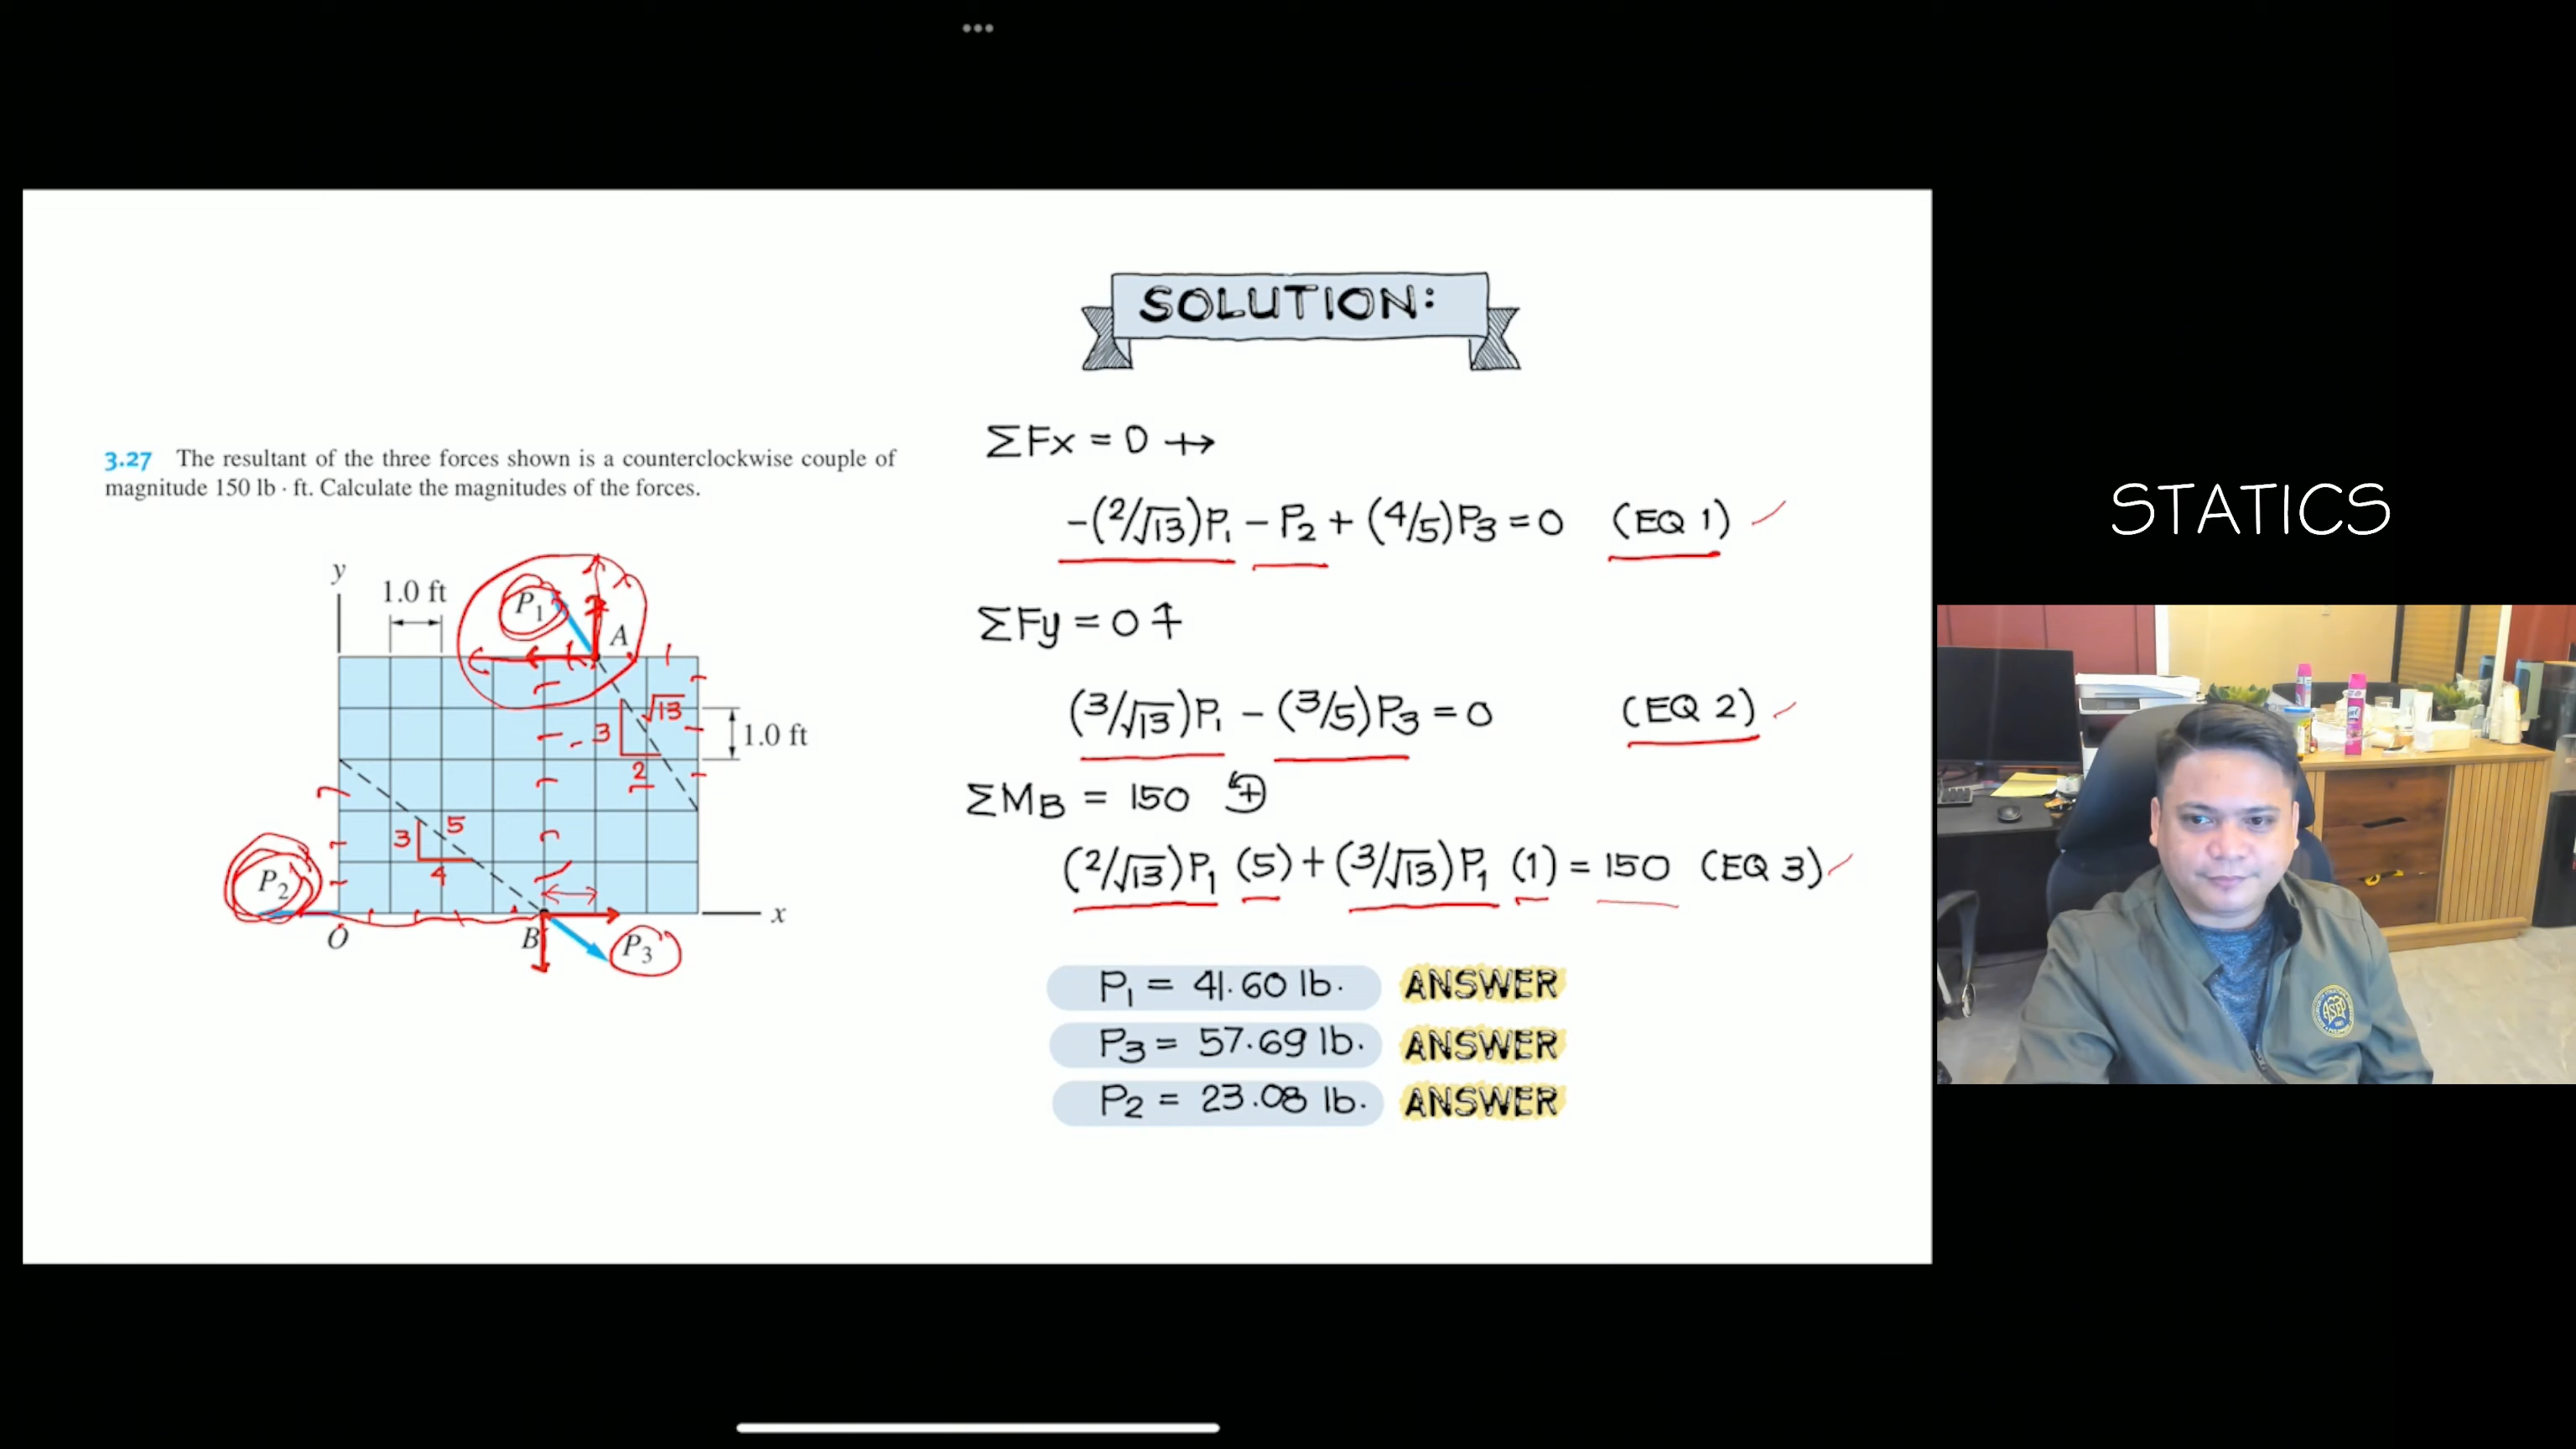 SOLUTION:
ΣFx = 0 →+
3.27 The resultant of the three forces shown is a counterclockwise couple of
magnitude 150 lb · ft. Calculate the magnitudes of the forces.
STATICS
-(2/√13)P₁ - P₂ + (4/5)P₃ = 0 (EQ 1)
y
1.0 ft
P₁
A
ΣFy = 0 ↑+
√13
3
2
1.0 ft
(3/√13)P₁ - (3/5)P₃ = 0 (EQ 2)
ΣMB = 150 ↺+
3
5
4
(2/√13)P₁ (5) + (3/√13)P₁ (1) = 150 (EQ 3)
P₂
x
O
B
P₃
P₁ = 41.60 lb. ANSWER
P₃ = 57.69 lb. ANSWER
P₂ = 23.08 lb. ANSWER
ASEP